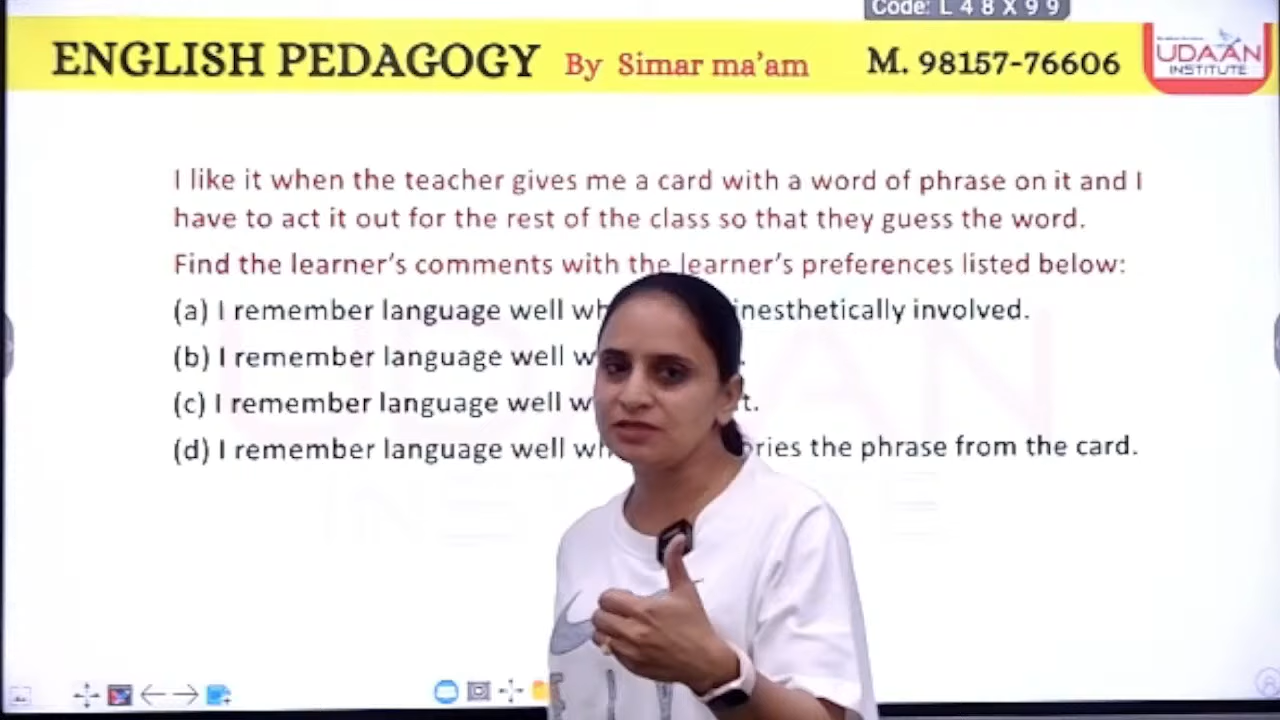 Code: L 4 8 X 9 9
ENGLISH PEDAGOGY By Simar ma'am M. 98157-76606
UDAAN
INSTITUTE
I like it when the teacher gives me a card with a word of phrase on it and I
have to act it out for the rest of the class so that they guess the word.
Find the learner's comments with the learner's preferences listed below:
(a) I remember language well wh inesthetically involved.
(b) I remember language well w
(c) I remember language well w t.
(d) I remember language well wh ries the phrase from the card.